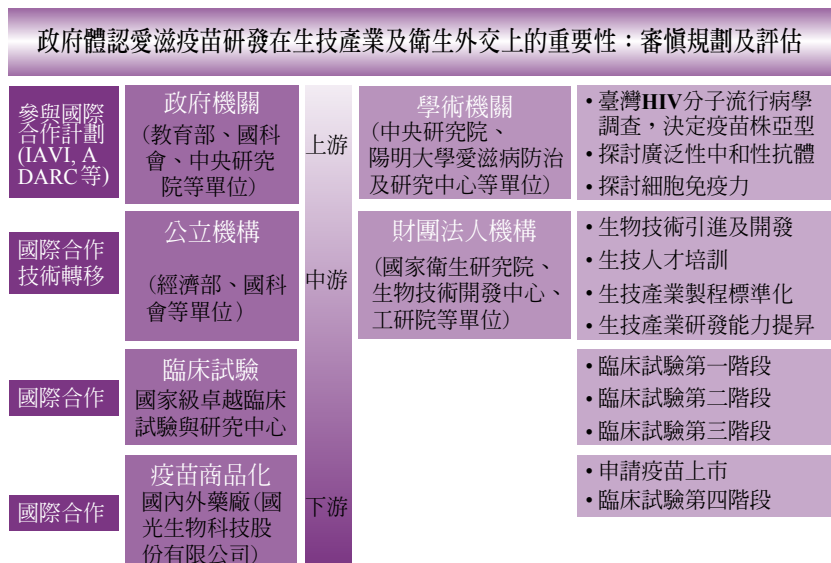 政府體認愛滋疫苗研發在生技產業及衛生外交上的重要性：審慎規劃及評估
參與國際
合作計劃
(IAVI, A
DARC等)
政府機關
(教育部、國科
會、中央研究
院等單位)
上游
學術機關
(中央研究院、
陽明大學愛滋病防治
及研究中心等單位)
•臺灣HIV分子流行病學
調查，決定疫苗株亞型
•探討廣泛性中和性抗體
•探討細胞免疫力
國際合作
技術轉移
公立機構
(經濟部、國科
會等單位)
中游
財團法人機構
(國家衛生研究院、
生物技術開發中心、
工研院等單位)
•生物技術引進及開發
•生技人才培訓
•生技產業製程標準化
•生技產業研發能力提昇
國際合作
臨床試驗
國家級卓越臨床
試驗與研究中心
•臨床試驗第一階段
•臨床試驗第二階段
•臨床試驗第三階段
國際合作
疫苗商品化
國內外藥廠(國
光生物科技股
份有限公司)
下游
•申請疫苗上市
•臨床試驗第四階段